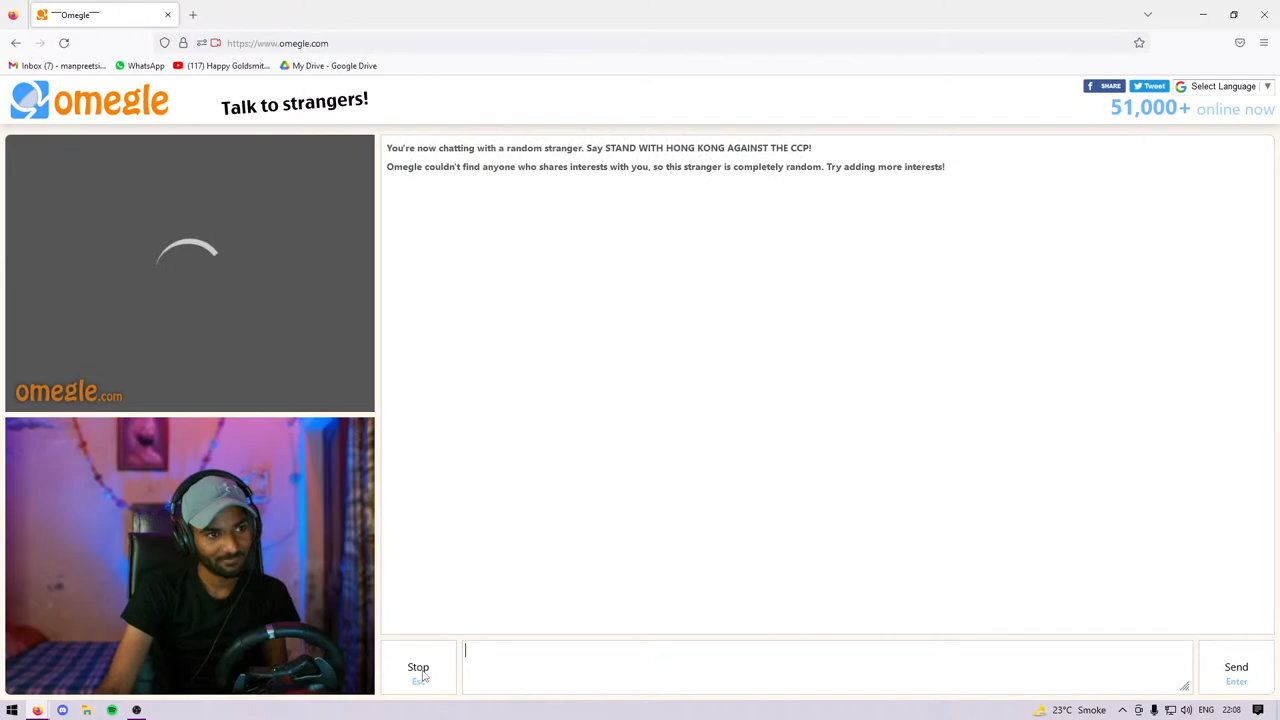 Omegle
https://www.omegle.com
Inbox (7) - manpreetsi...
WhatsApp
(117) Happy Goldsmit...
My Drive - Google Drive
omegle
Talk to strangers!
SHARE
Tweet
Select Language
51,000+ online now
You're now chatting with a random stranger. Say STAND WITH HONG KONG AGAINST THE CCP!
Omegle couldn't find anyone who shares interests with you, so this stranger is completely random. Try adding more interests!
omegle.com
Stop
Esc
Send
Enter
23°C Smoke
ENG
22:08